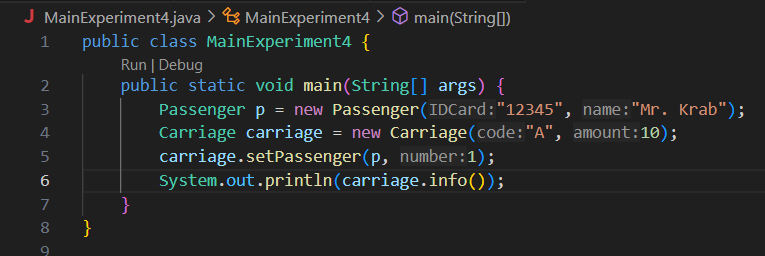 J MainExperiment4.java > MainExperiment4 > main(String[])
1 public class MainExperiment4 {
Run | Debug
2 public static void main(String[] args) {
3 Passenger p = new Passenger(IDCard:"12345", name:"Mr. Krab");
4 Carriage carriage = new Carriage(code:"A", amount:10);
5 carriage.setPassenger(p, number:1);
6 System.out.println(carriage.info());
7 }
8 }
9